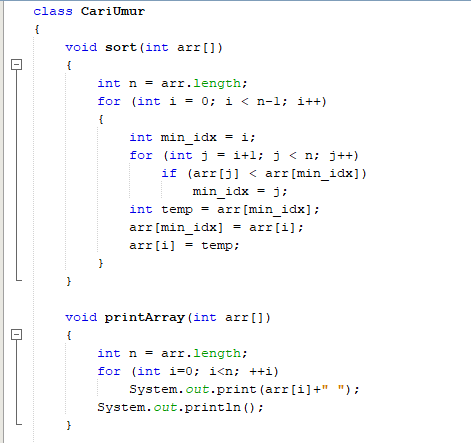 class CariUmur
{
    void sort(int arr[])
    {
        int n = arr.length;
        for (int i = 0; i < n-1; i++)
        {
            int min_idx = i;
            for (int j = i+1; j < n; j++)
                if (arr[j] < arr[min_idx])
                    min_idx = j;
            int temp = arr[min_idx];
            arr[min_idx] = arr[i];
            arr[i] = temp;
        }
    }

    void printArray(int arr[])
    {
        int n = arr.length;
        for (int i=0; i<n; ++i)
            System.out.print(arr[i]+" ");
        System.out.println();
    }